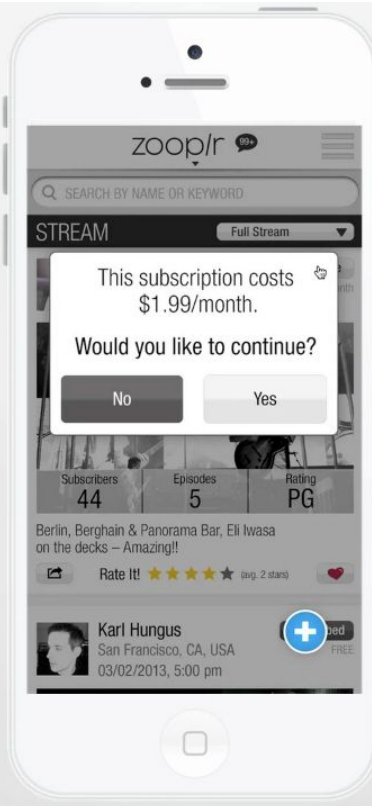 zoop/r 99+
SEARCH BY NAME OR KEYWORD
STREAM Full Stream
This subscription costs
$1.99/month.
Would you like to continue?
No Yes
Subscribers Episodes Rating
44 5 PG
Berlin, Berghain & Panorama Bar, Eli Iwasa
on the decks – Amazing!!
Rate It! (avg. 2 stars)
Karl Hungus
San Francisco, CA, USA
FREE
03/02/2013, 5:00 pm